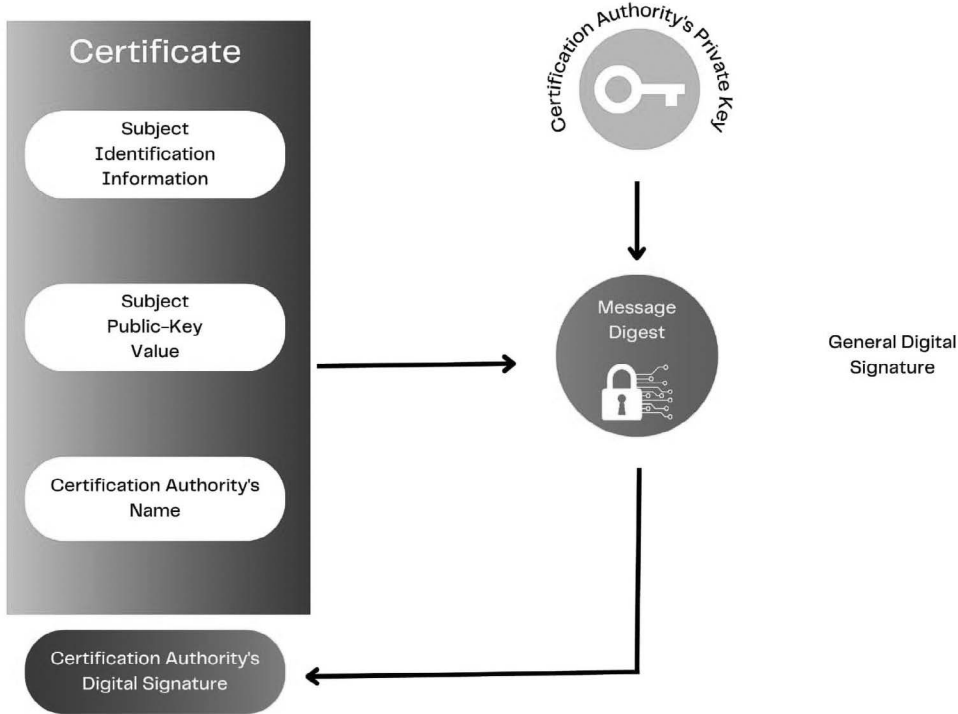 Certificate
Subject
Identification
Information
Subject
Public-Key
Value
Certification Authority's
Name
Certification Authority's
Digital Signature
Certification Authority's Private Key
Message
Digest
General Digital
Signature